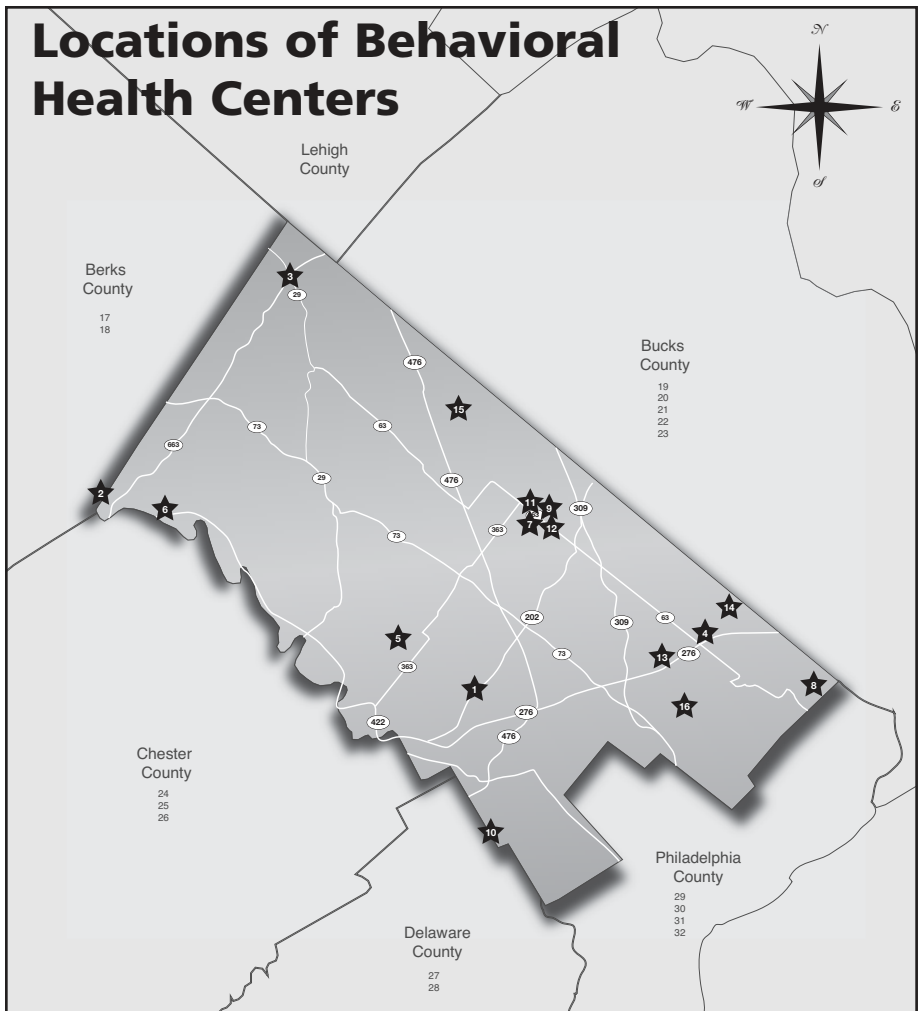 Locations of Behavioral
Health Centers
N
W
E
S
Lehigh
County
Berks
County
17
18
3
29
476
Bucks
County
19
20
21
22
23
15
73
63
663
29
476
2
6
11
9
309
363
7
12
73
14
202
309
63
4
5
363
73
13
276
1
8
16
276
422
476
Chester
County
24
25
26
10
Philadelphia
County
29
30
31
32
Delaware
County
27
28